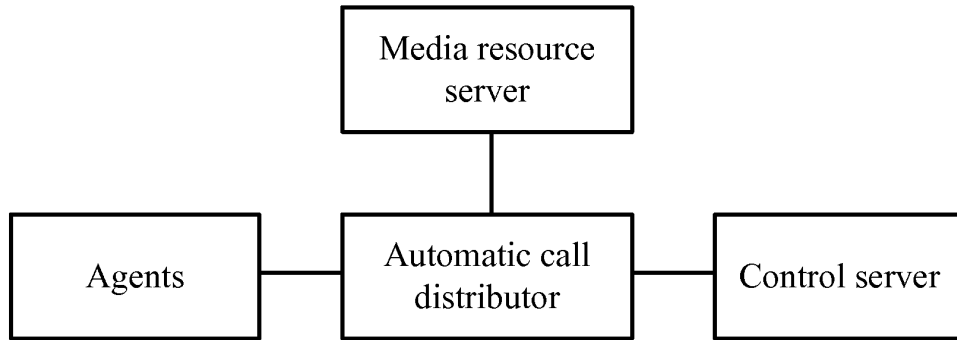 Media resource
server
Agents
Automatic call
distributor
Control server